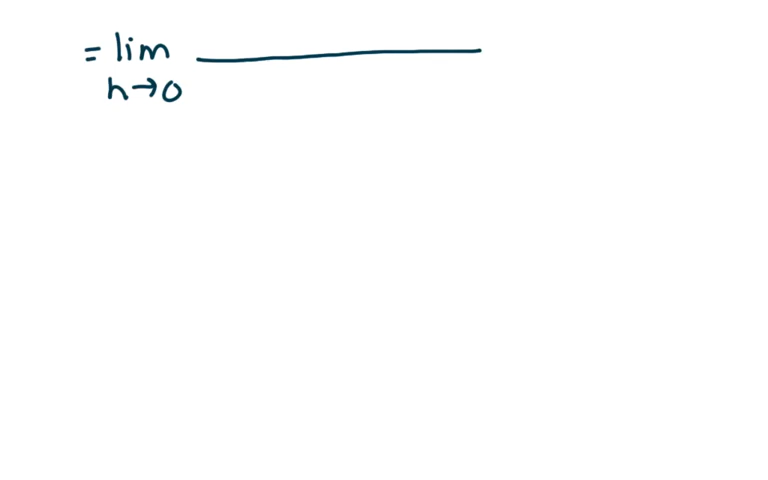 = lim
h→0